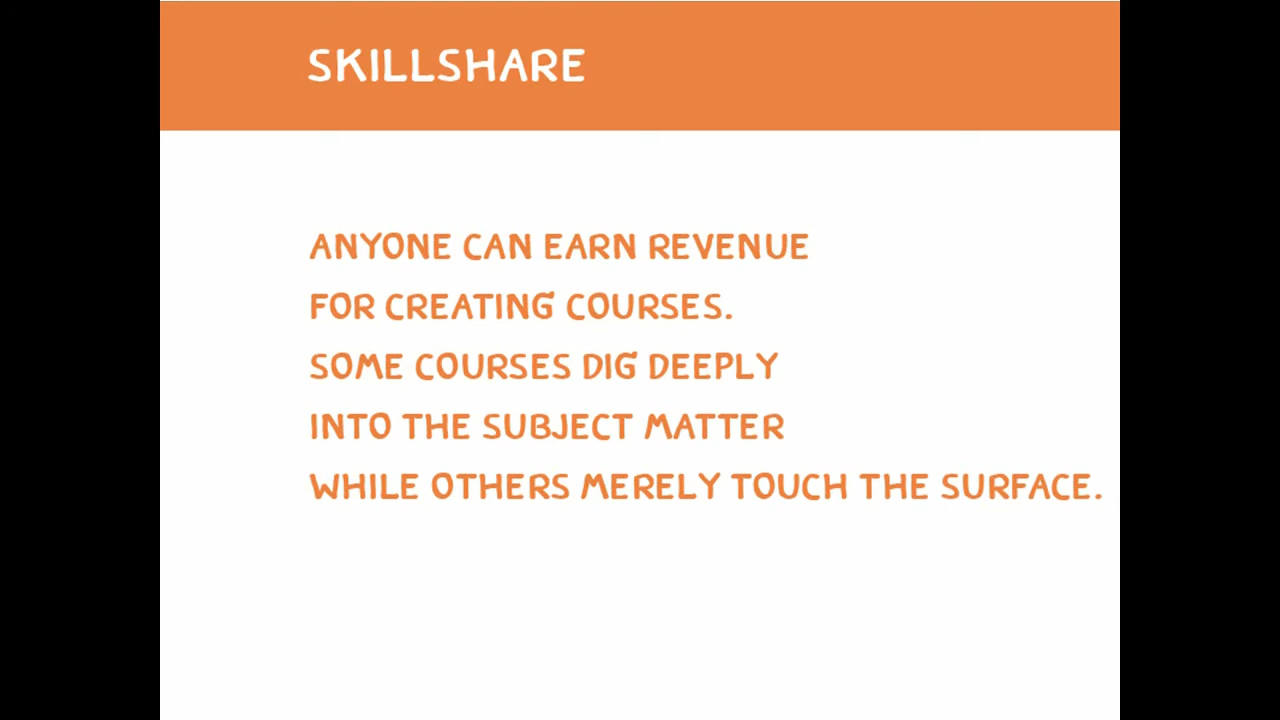 SKILLSHARE
ANYONE CAN EARN REVENUE
FOR CREATING COURSES.
SOME COURSES DIG DEEPLY
INTO THE SUBJECT MATTER
WHILE OTHERS MERELY TOUCH THE SURFACE.